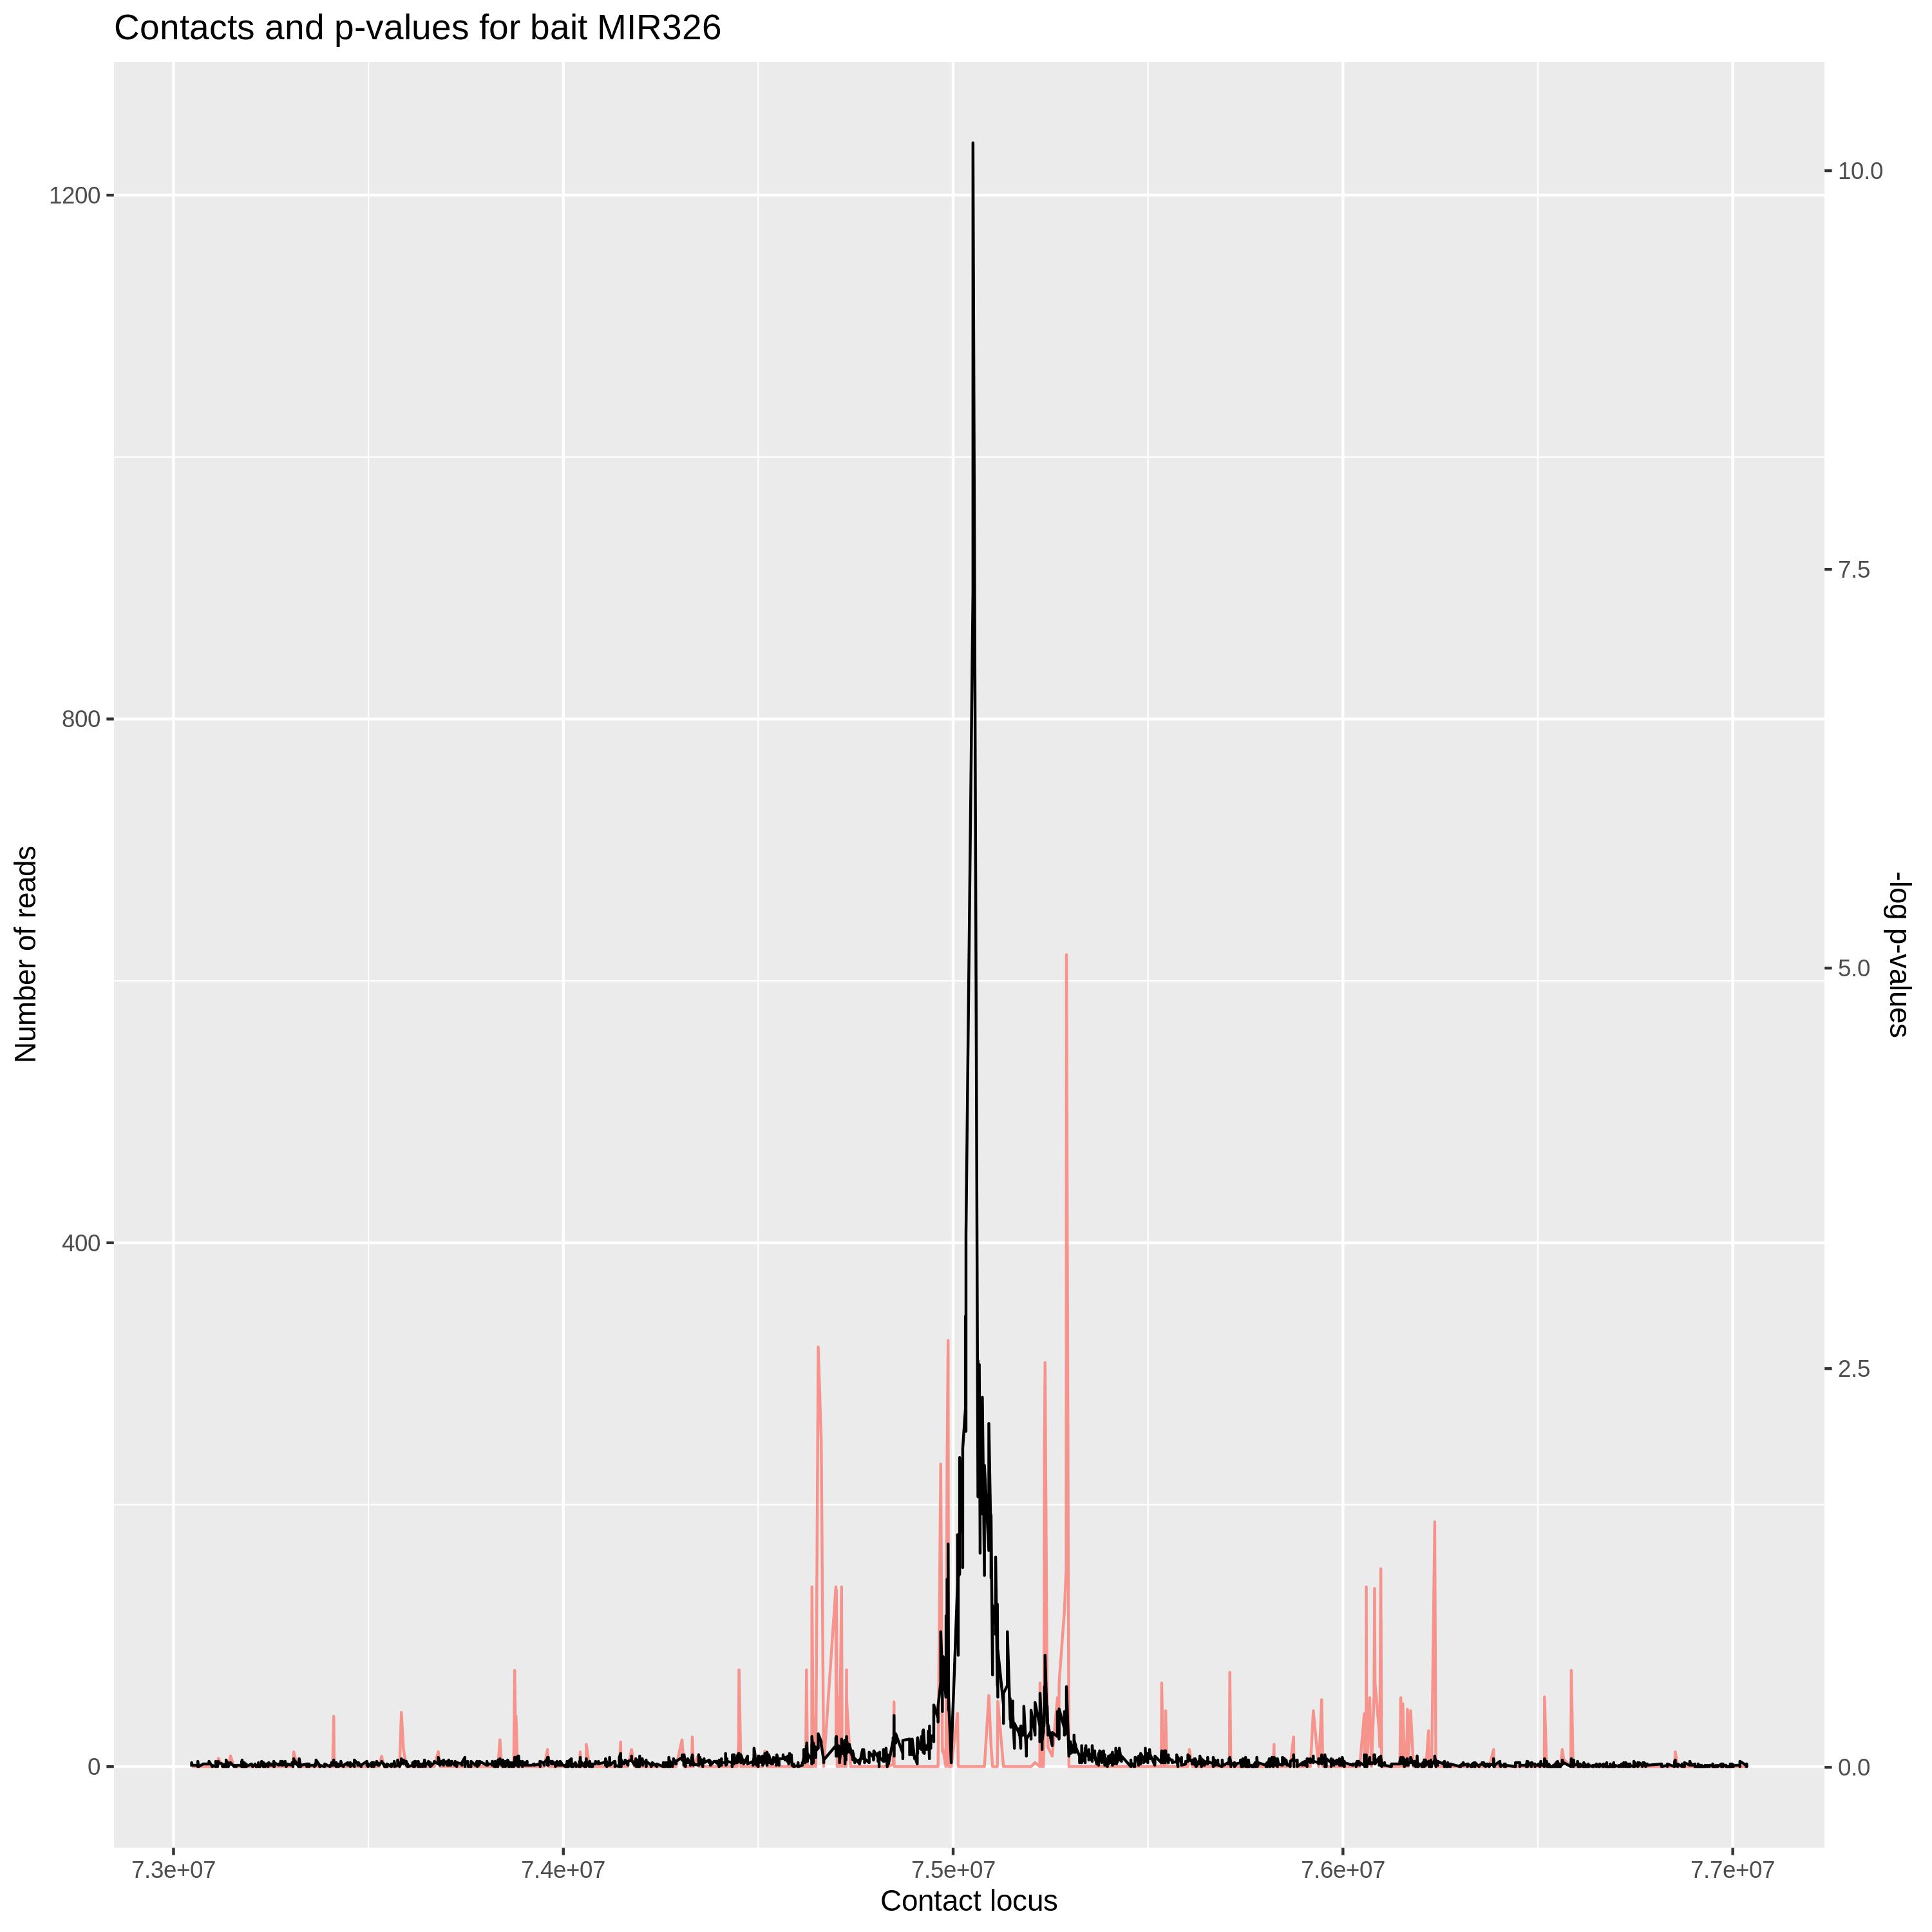 Contacts and p-values for bait MIR326
1200
800
400
0
Number of reads
10.0
7.5
5.0
2.5
0.0
-log p-values
7.3e+07
7.4e+07
7.5e+07
7.6e+07
7.7e+07
Contact locus